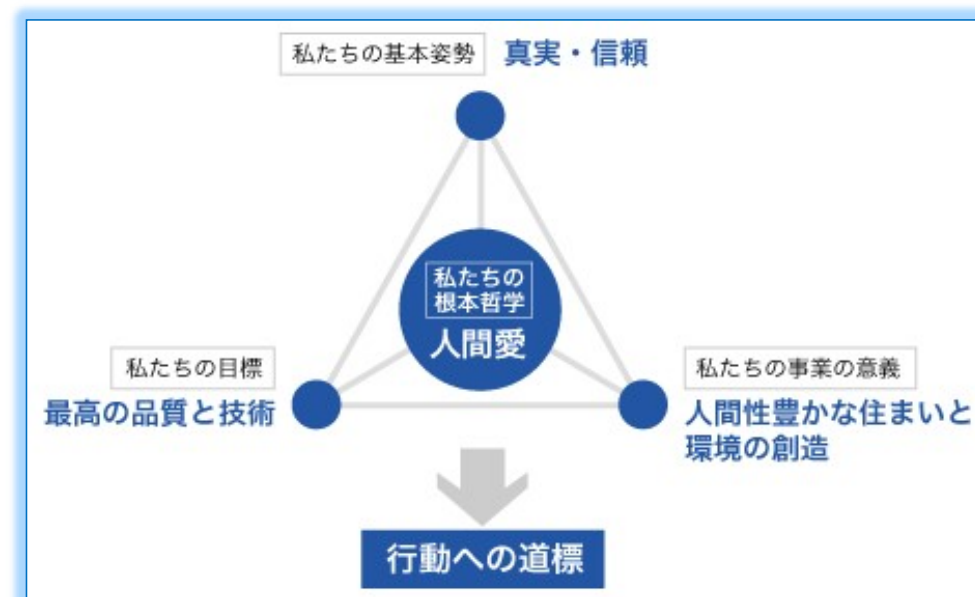 私たちの基本姿勢
真実・信頼
私たちの
根本哲学
人間愛
私たちの目標
最高の品質と技術
私たちの事業の意義
人間性豊かな住まいと
環境の創造
行動への道標